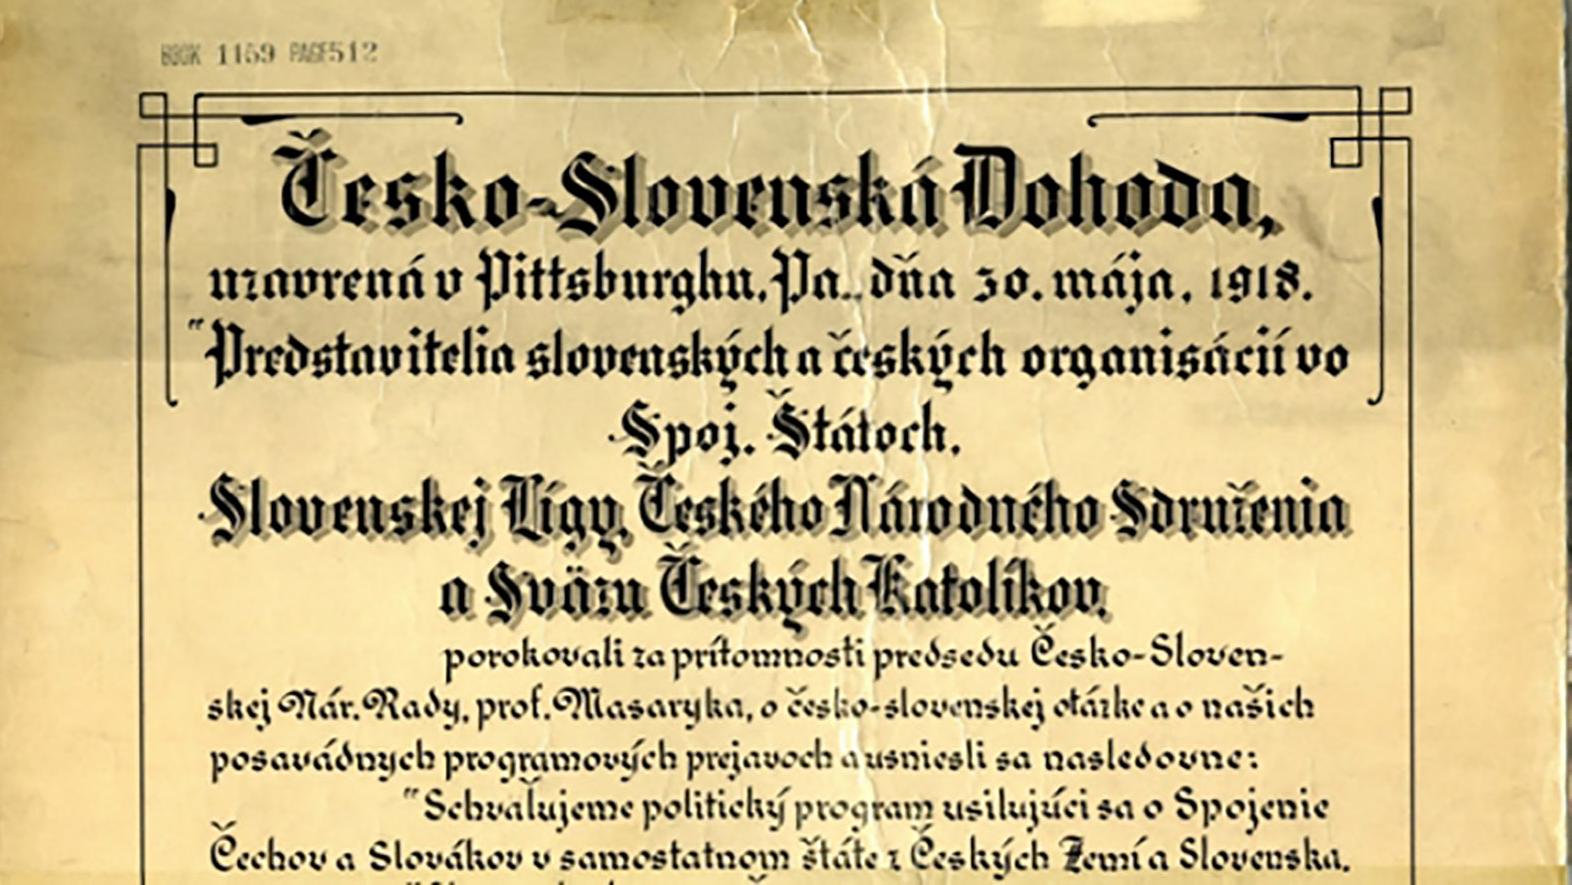 BOOK 1169 PAGE512
Česko-Slovenská Dohoda,
uzavrená v Pittsburghu, Pa., dňa 30. mája, 1918.
"Predstavitelia slovenských a českých organisácií vo
Spoj. Štátoch,
Slovenskej Lígy, Českého Národného Sdruženia
a Sväzu Českých Katolíkov,
porokovali za prítomnosti predsedu Česko-Sloven-
skej Nár. Rady, prof. Masaryka, o česko-slovenskej otázke a o našich
posavádnych programových prejavoch a usniesli sa nasledovne:
"Schvaľujeme politický program usilujúci sa o Spojenie
Čechov a Slovákov v samostatnom štáte z Českých Zemí a Slovenska.